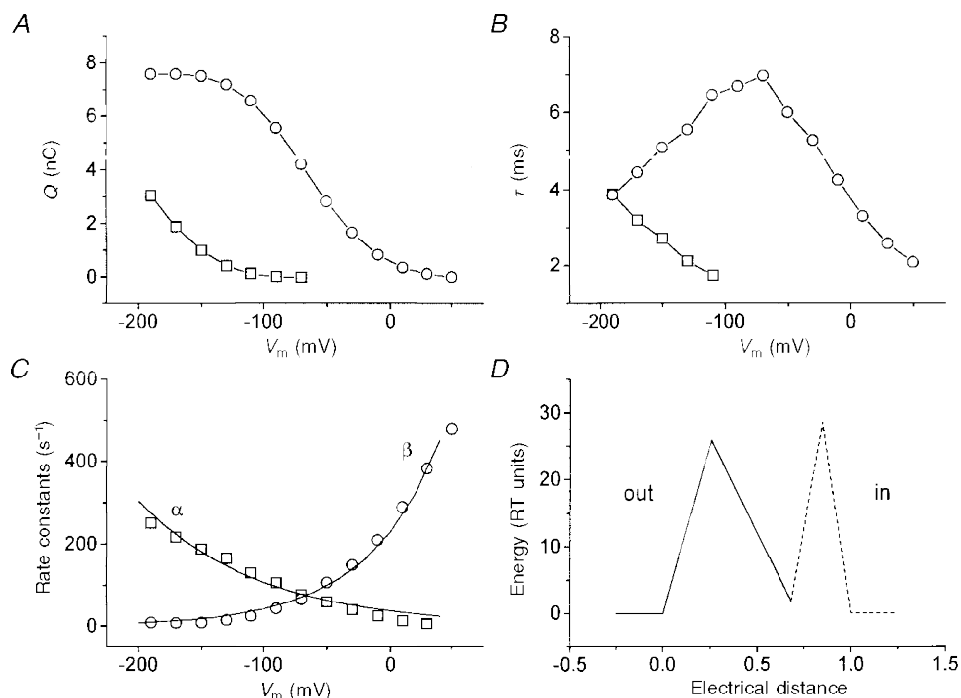 A
B
8
6
4
2
0
Q (nC)
-200
-100
0
Vm (mV)
8
6
4
2
τ (ms)
-200
-100
0
Vm (mV)
C
D
600
400
200
0
Rate constants (s⁻¹)
α
β
-200
-100
0
Vm (mV)
30
20
10
0
Energy (RT units)
out
in
-0.5
0.0
0.5
1.0
1.5
Electrical distance